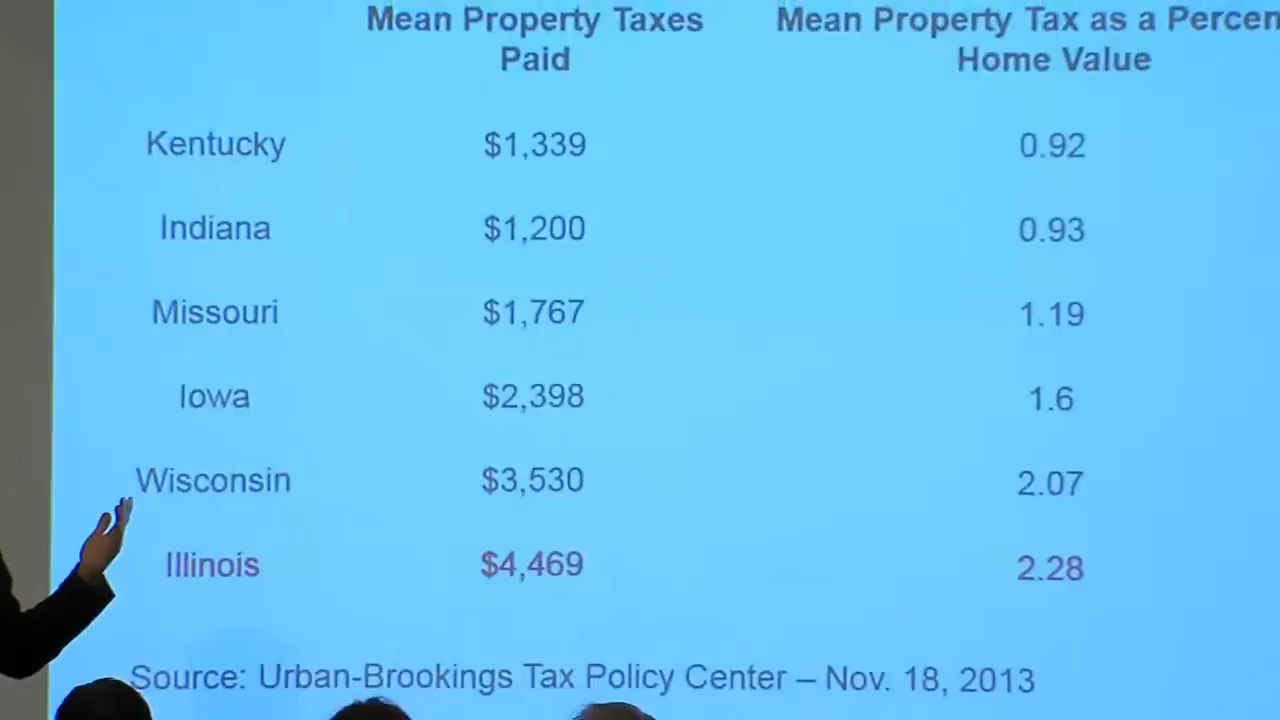 Mean Property Taxes Paid
Mean Property Tax as a Percen
Home Value
Kentucky $1,339 0.92
Indiana $1,200 0.93
Missouri $1,767 1.19
Iowa $2,398 1.6
Wisconsin $3,530 2.07
Illinois $4,469 2.28
Source: Urban-Brookings Tax Policy Center – Nov. 18, 2013